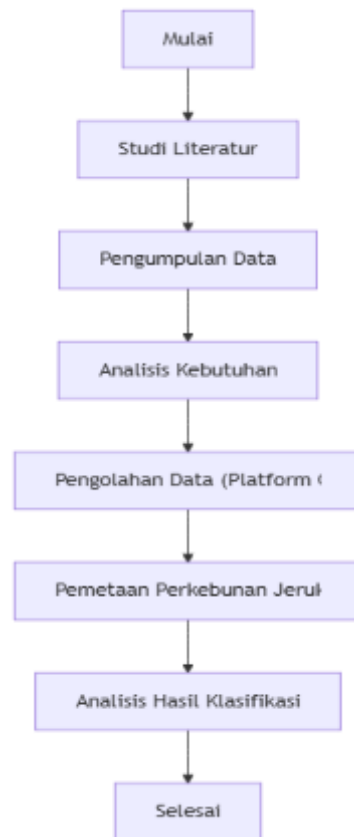 Mulai
Studi Literatur
Pengumpulan Data
Analisis Kebutuhan
Pengolahan Data (Platform
Pemetaan Perkebunan Jeruk
Analisis Hasil Klasifikasi
Selesai